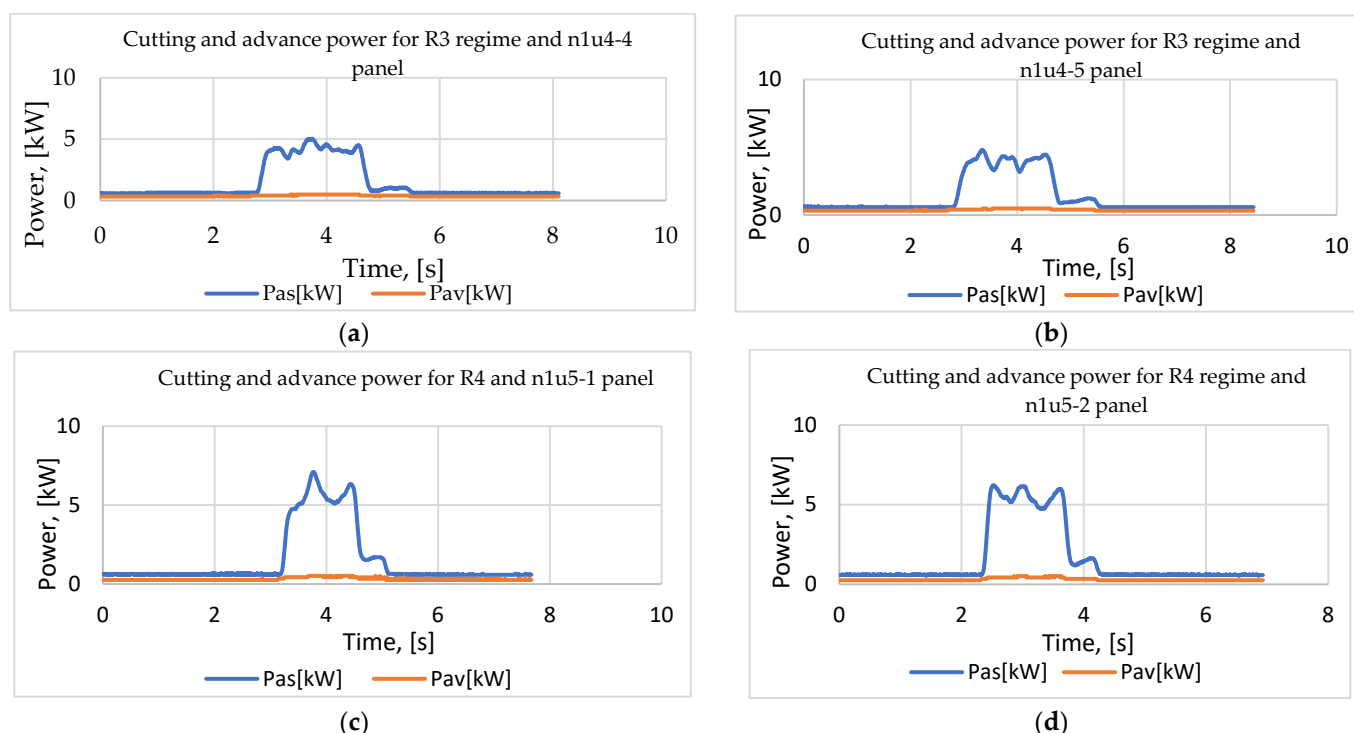 Cutting and advance power for R3 regime and n1u4-4
panel
10
5
0
Power, [kW]
0 2 4 6 8 10
Time, [s]
Pas[kW] Pav[kW]
(a)
Cutting and advance power for R3 regime and
n1u4-5 panel
10
5
0
Power, [kW]
0 2 4 6 8 10
Time, [s]
Pas[kW] Pav[kW]
(b)
Cutting and advance power for R4 and n1u5-1 panel
10
5
0
Power, [kW]
0 2 4 6 8 10
Time, [s]
Pas[kW] Pav[kW]
(c)
Cutting and advance power for R4 regime and
n1u5-2 panel
10
5
0
Power, [kW]
0 2 4 6 8
Time, [s]
Pas[kW] Pav[kW]
(d)